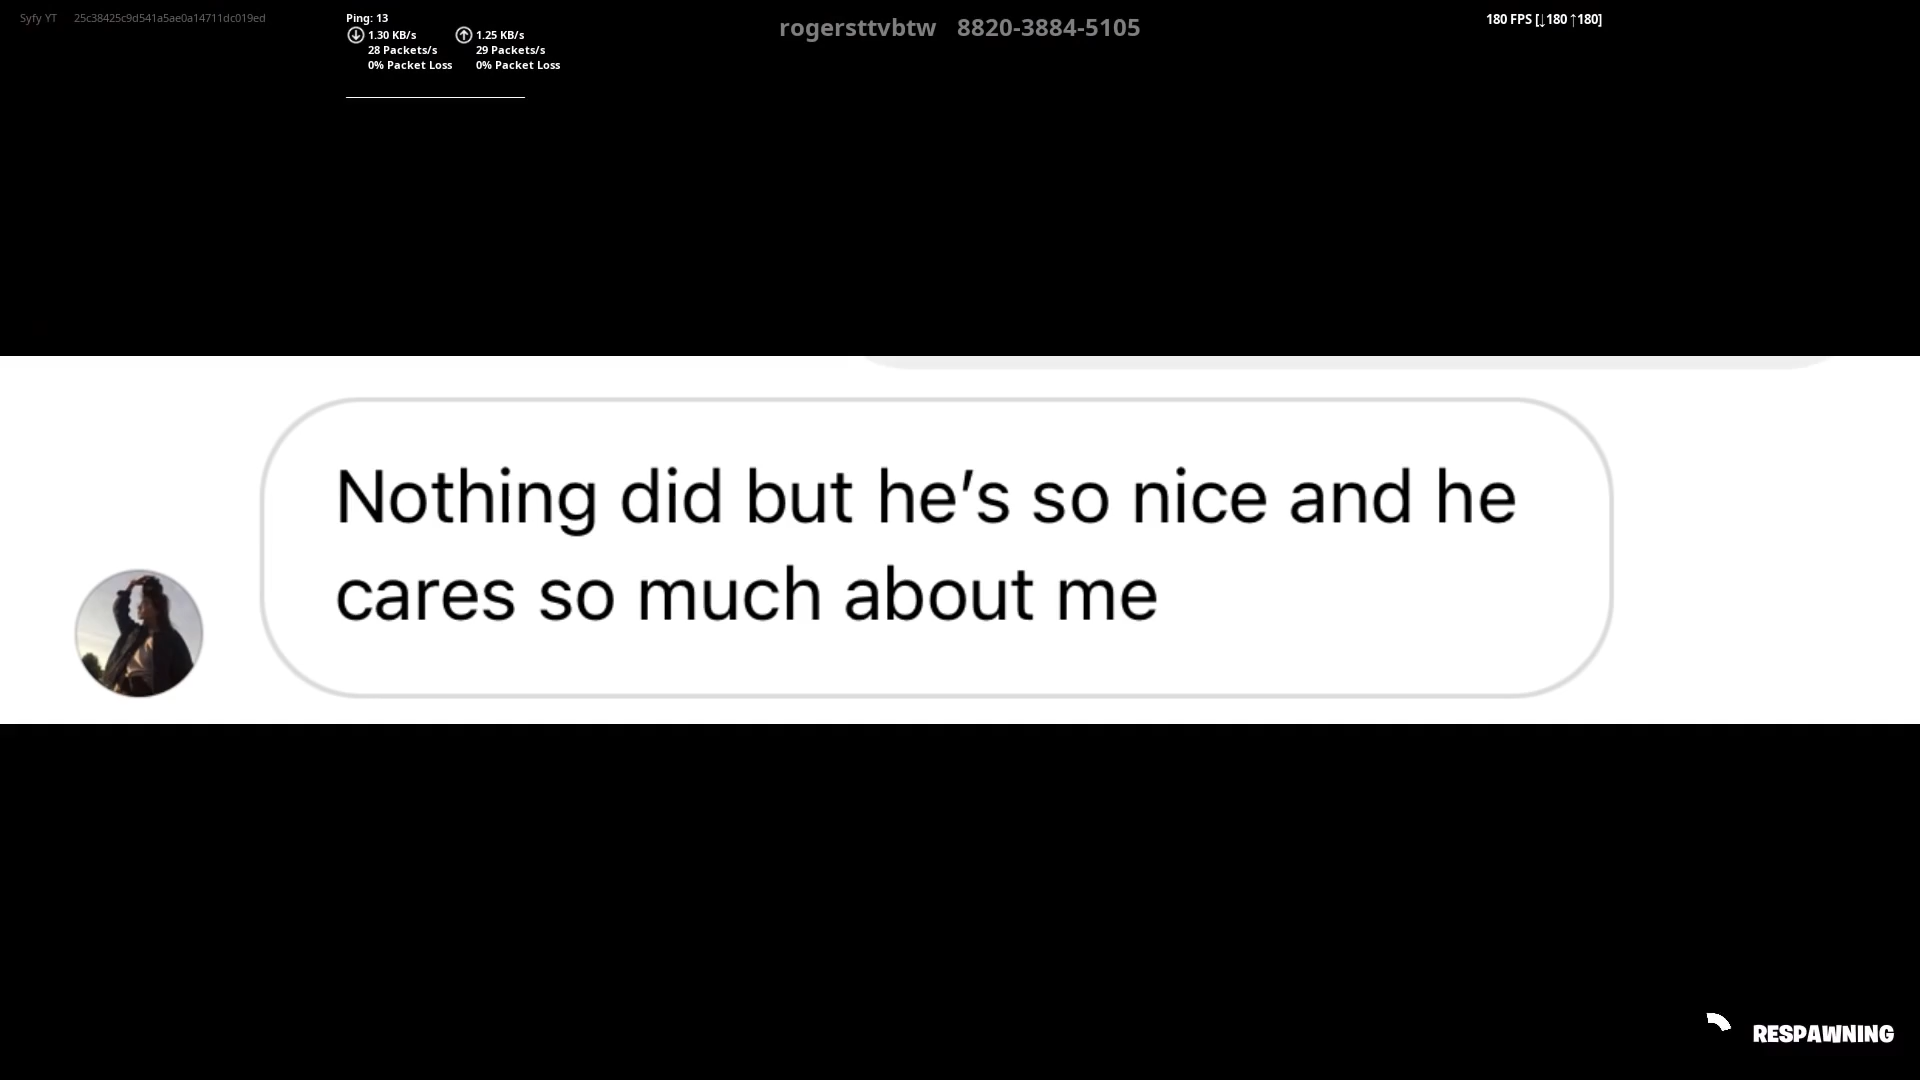 Syfy YT 25c38425c9d541a5ae0a14711dc019ed
Ping: 13
1.30 KB/s 1.25 KB/s
28 Packets/s 29 Packets/s
0% Packet Loss 0% Packet Loss
rogersttvbtw 8820-3884-5105
180 FPS [↓180 ↑180]
Nothing did but he’s so nice and he
cares so much about me
RESPAWNING